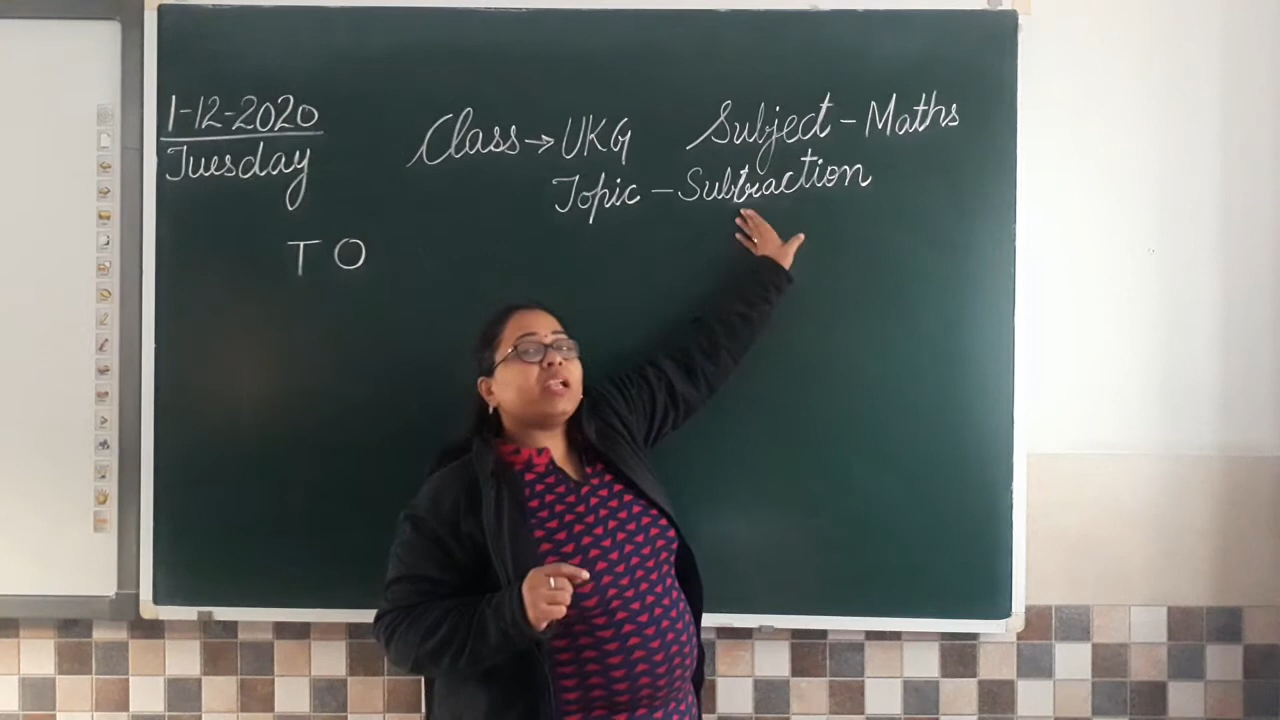 1-12-2020
Tuesday
Class → UKG Subject - Maths
Topic - Subtraction
T O